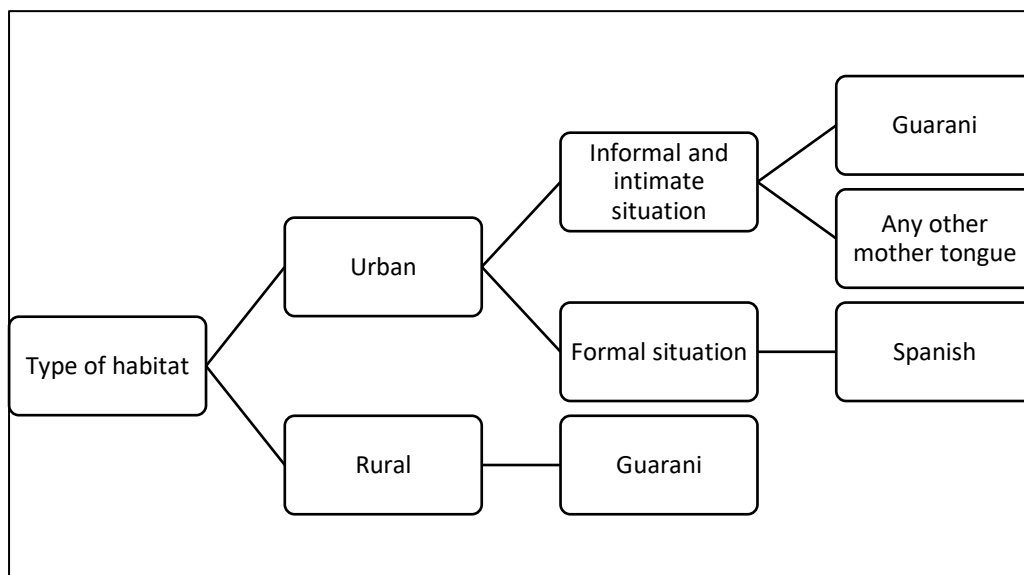 Type of habitat
Urban
Informal and
intimate
situation
Guarani
Any other
mother tongue
Formal situation
Spanish
Rural
Guarani